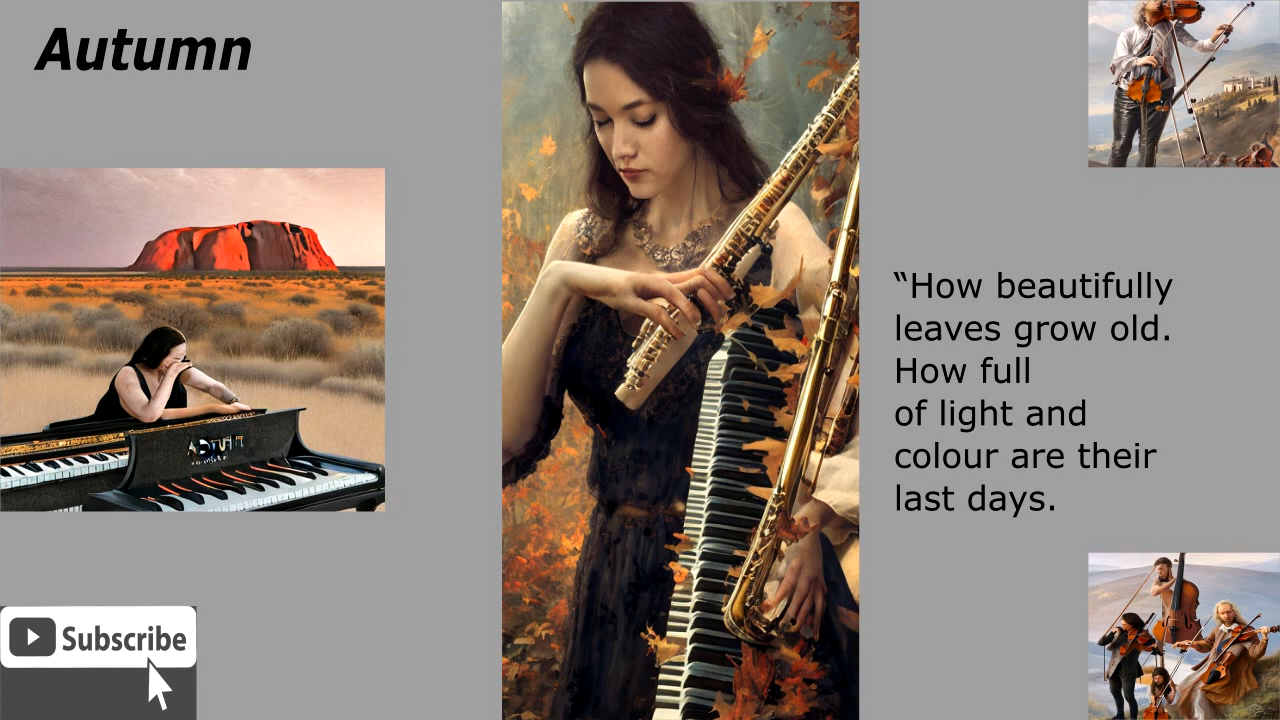 Autumn
“How beautifully
leaves grow old.
How full
of light and
colour are their
last days.
Subscribe